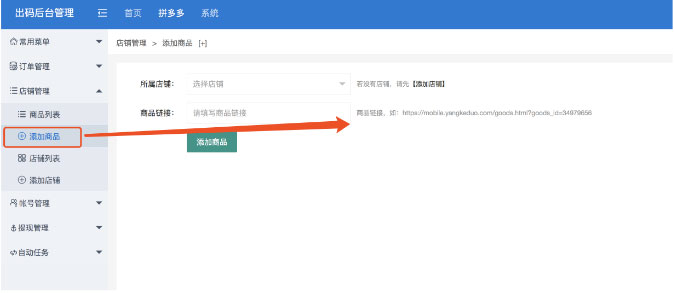 出码后台管理 首页 拼多多 系统
常用菜单
订单管理
店铺管理
商品列表
添加商品
店铺列表
添加店铺
帐号管理
提现管理
自动任务
店铺管理 > 添加商品 [+]
所属店铺： 选择店铺 若没有店铺，请先【添加店铺】
商品链接： 请填写商品链接 商品链接，如：https://mobile.yangkeduo.com/goods.html?goods_id=34979656
添加商品